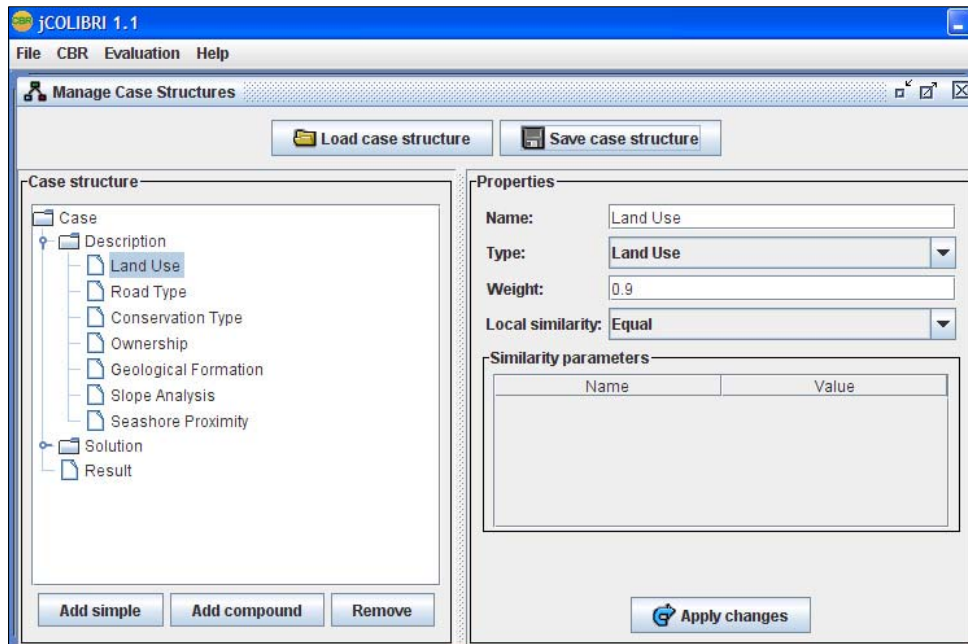 CBR jCOLIBRI 1.1
File CBR Evaluation Help
Manage Case Structures
Load case structure Save case structure
Case structure
Case
Description
Land Use
Road Type
Conservation Type
Ownership
Geological Formation
Slope Analysis
Seashore Proximity
Solution
Result
Add simple Add compound Remove
Properties
Name: Land Use
Type: Land Use
Weight: 0.9
Local similarity: Equal
Similarity parameters
Name Value
Apply changes